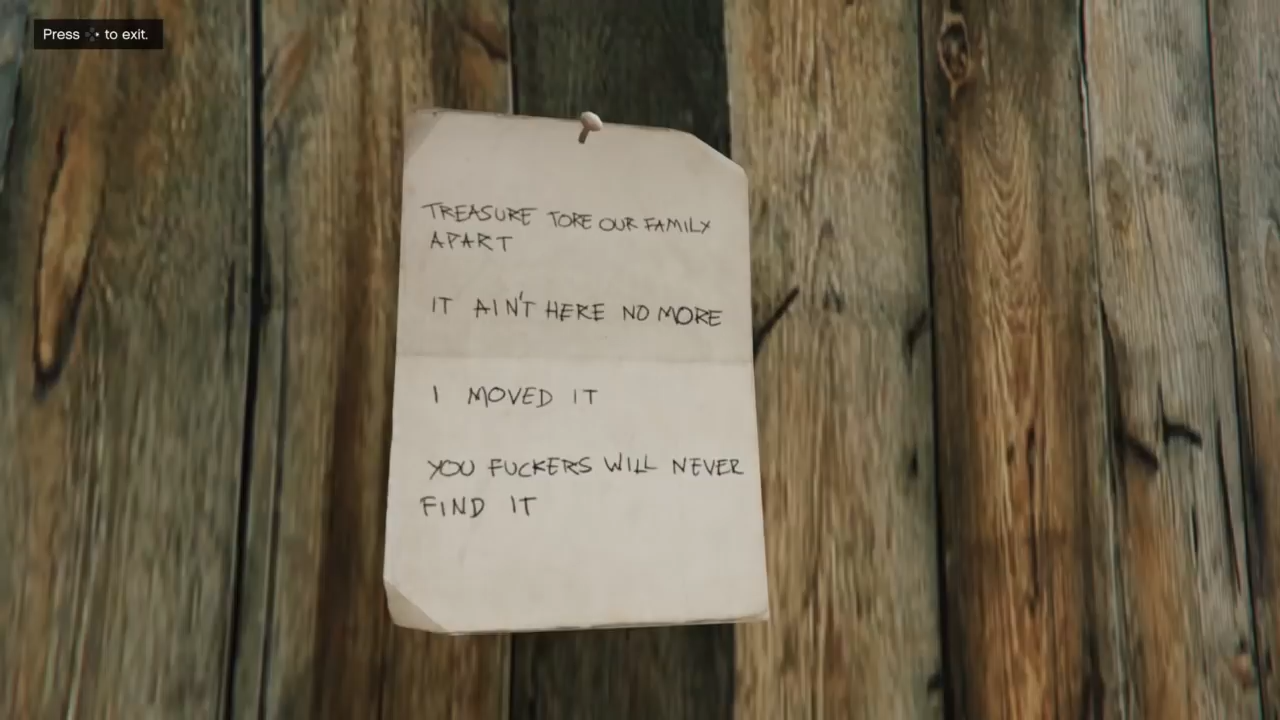 Press to exit.
TREASURE TORE OUR FAMILY
APART
IT AIN'T HERE NO MORE
I MOVED IT
YOU FUCKERS WILL NEVER
FIND IT